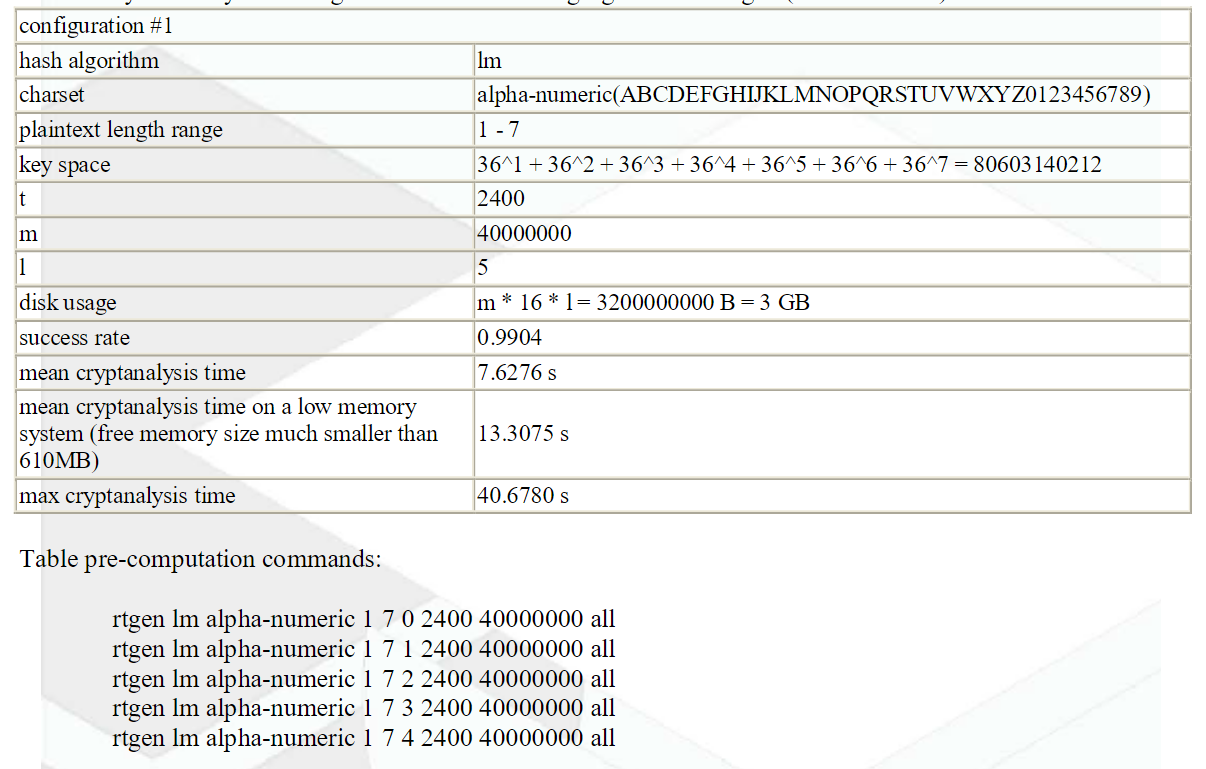 configuration #1
hash algorithm lm
charset alpha-numeric(ABCDEFGHIJKLMNOPQRSTUVWXYZ0123456789)
plaintext length range 1 - 7
key space 36^1 + 36^2 + 36^3 + 36^4 + 36^5 + 36^6 + 36^7 = 80603140212
t 2400
m 40000000
l 5
disk usage m * 16 * l = 3200000000 B = 3 GB
success rate 0.9904
mean cryptanalysis time 7.6276 s
mean cryptanalysis time on a low memory
system (free memory size much smaller than 13.3075 s
610MB)
max cryptanalysis time 40.6780 s
Table pre-computation commands:
rtgen lm alpha-numeric 1 7 0 2400 40000000 all
rtgen lm alpha-numeric 1 7 1 2400 40000000 all
rtgen lm alpha-numeric 1 7 2 2400 40000000 all
rtgen lm alpha-numeric 1 7 3 2400 40000000 all
rtgen lm alpha-numeric 1 7 4 2400 40000000 all